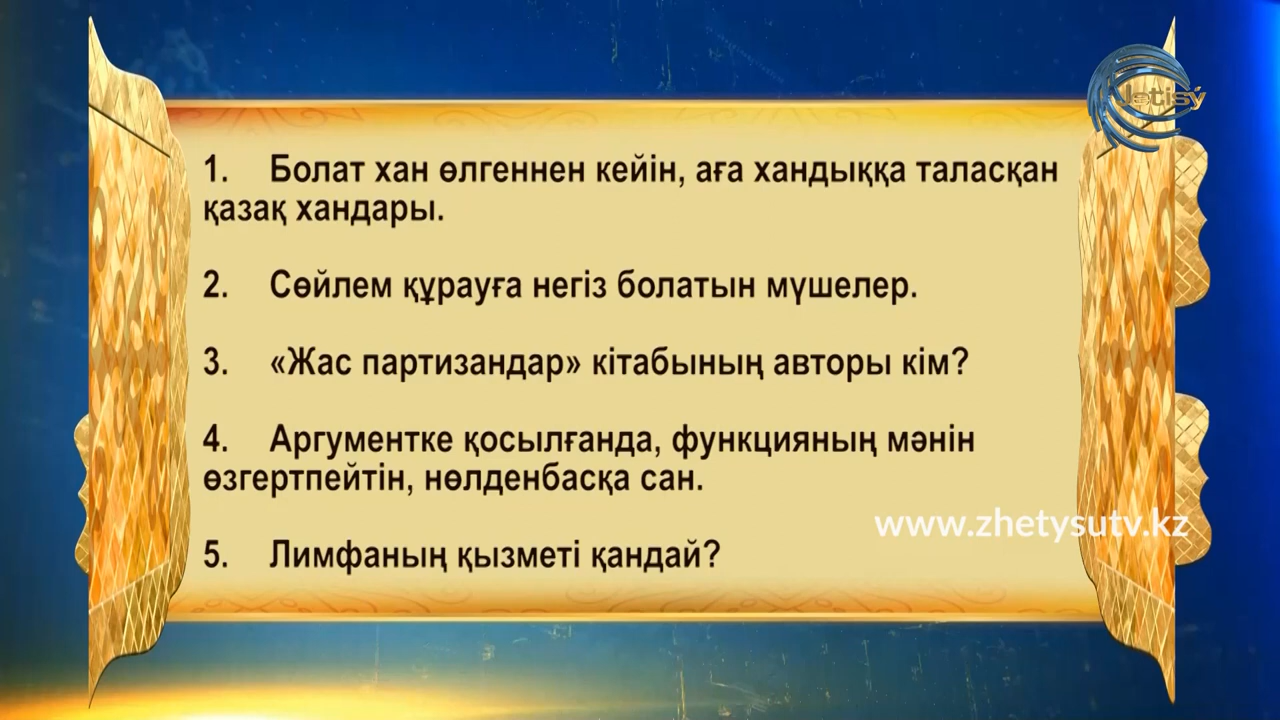 Jetisý
1. Болат хан өлгеннен кейін, аға хандыққа таласқан
қазақ хандары.
2. Сөйлем құрауға негіз болатын мүшелер.
3. «Жас партизандар» кітабының авторы кім?
4. Аргументке қосылғанда, функцияның мәнін
өзгертпейтін, нөлденбасқа сан.
www.zhetysutv.kz
5. Лимфаның қызметі қандай?